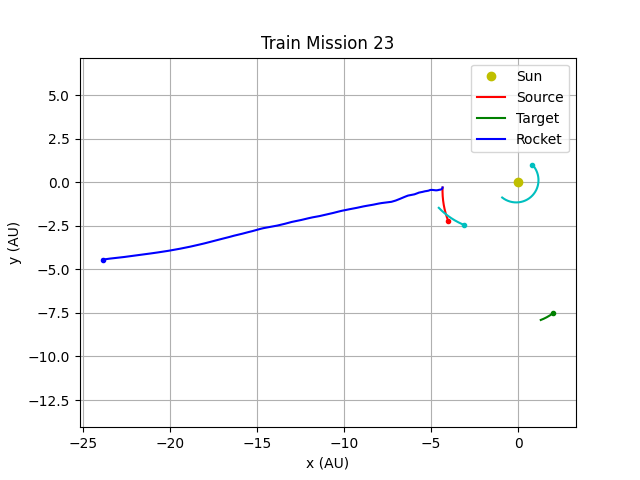 Train Mission 23
Sun
Source
Target
Rocket
5.0
2.5
0.0
−2.5
−5.0
−7.5
−10.0
−12.5
y (AU)
−25
−20
−15
−10
−5
0
x (AU)